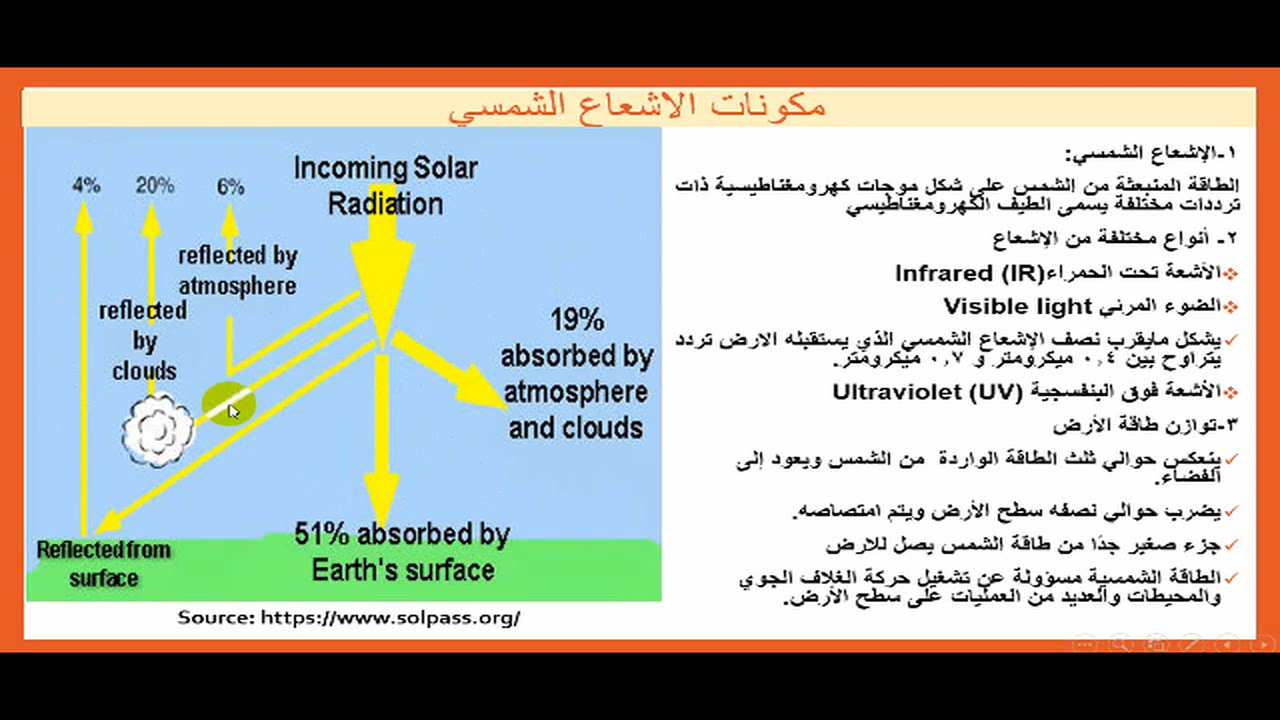 مكونات الاشعاع الشمسي
Incoming Solar
Radiation
4%
20%
6%
reflected by
atmosphere
reflected
by
clouds
19%
absorbed by
atmosphere
and clouds
51% absorbed by
Earth's surface
Reflected from
surface
Source: https://www.solpass.org/
١-الإشعاع الشمسي:
الطاقة المنبعثة من الشمس على شكل موجات كهرومغناطيسية ذات
ترددات مختلفة يسمى الطيف الكهرومغناطيسي
٢- أنواع مختلفة من الإشعاع
الأشعة تحت الحمراء Infrared (IR)
الضوء المرئي Visible light
يشكل مايقرب نصف الإشعاع الشمسي الذي يستقبله الارض تردد
يتراوح بين ٠,٤ ميكرومتر و ٠,٧ ميكرومتر.
الأشعة فوق البنفسجية Ultraviolet (UV)
٣-توازن طاقة الأرض
ينعكس حوالي ثلث الطاقة الواردة من الشمس ويعود إلى
الفضاء.
يضرب حوالي نصفه سطح الأرض ويتم امتصاصه.
جزء صغير جدًا من طاقة الشمس يصل للارض
الطاقة الشمسية مسؤولة عن تشغيل حركة الغلاف الجوي
والمحيطات والعديد من العمليات على سطح الأرض.